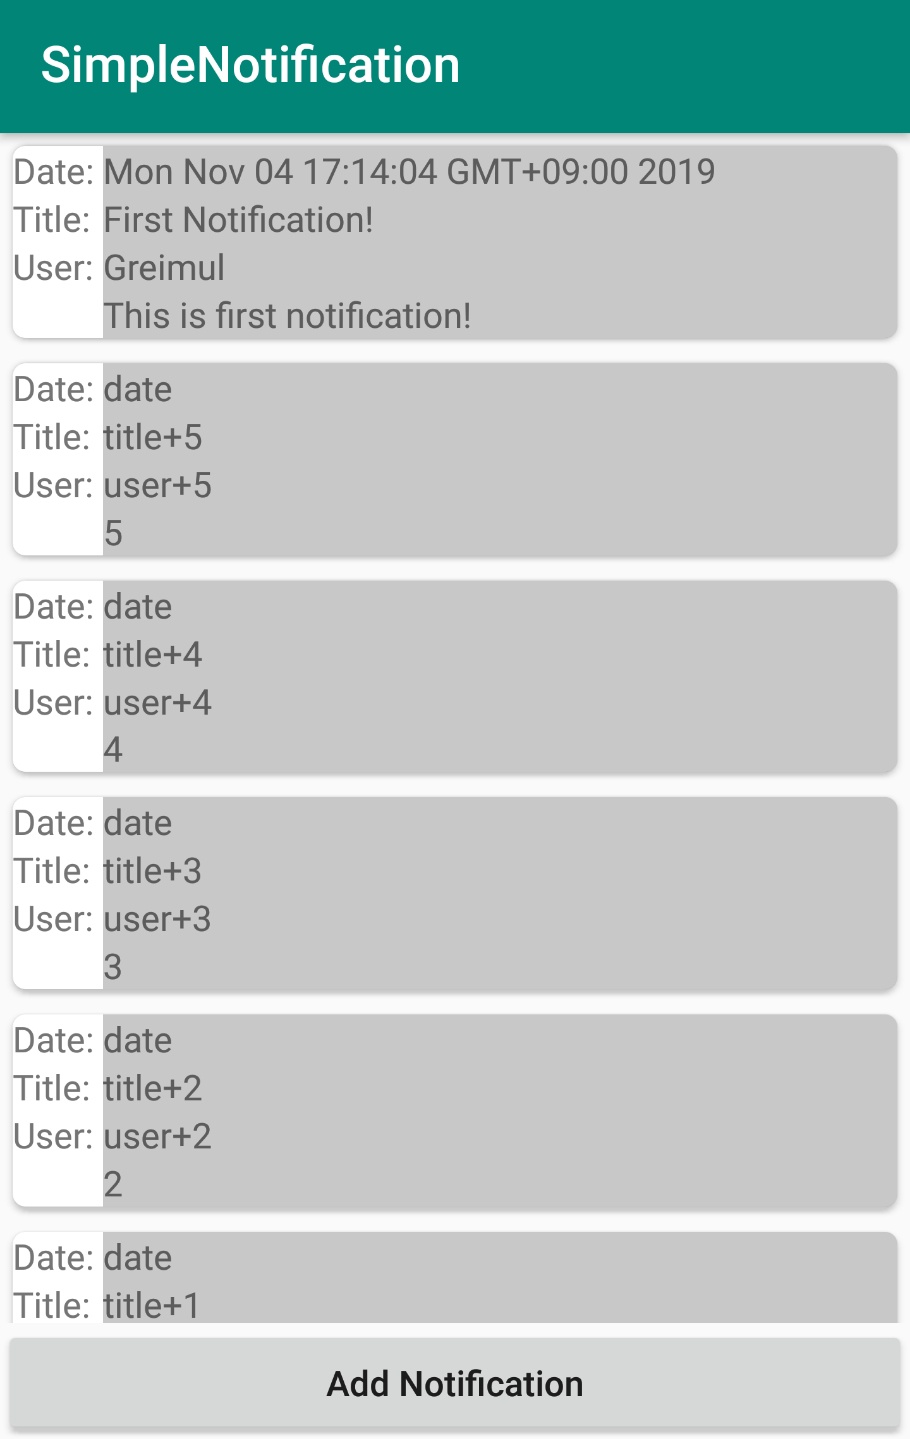 SimpleNotification
Date: Mon Nov 04 17:14:04 GMT+09:00 2019
Title: First Notification!
User: Greimul
This is first notification!
Date: date
Title: title+5
User: user+5
5
Date: date
Title: title+4
User: user+4
4
Date: date
Title: title+3
User: user+3
3
Date: date
Title: title+2
User: user+2
2
Date: date
Title: title+1
Add Notification